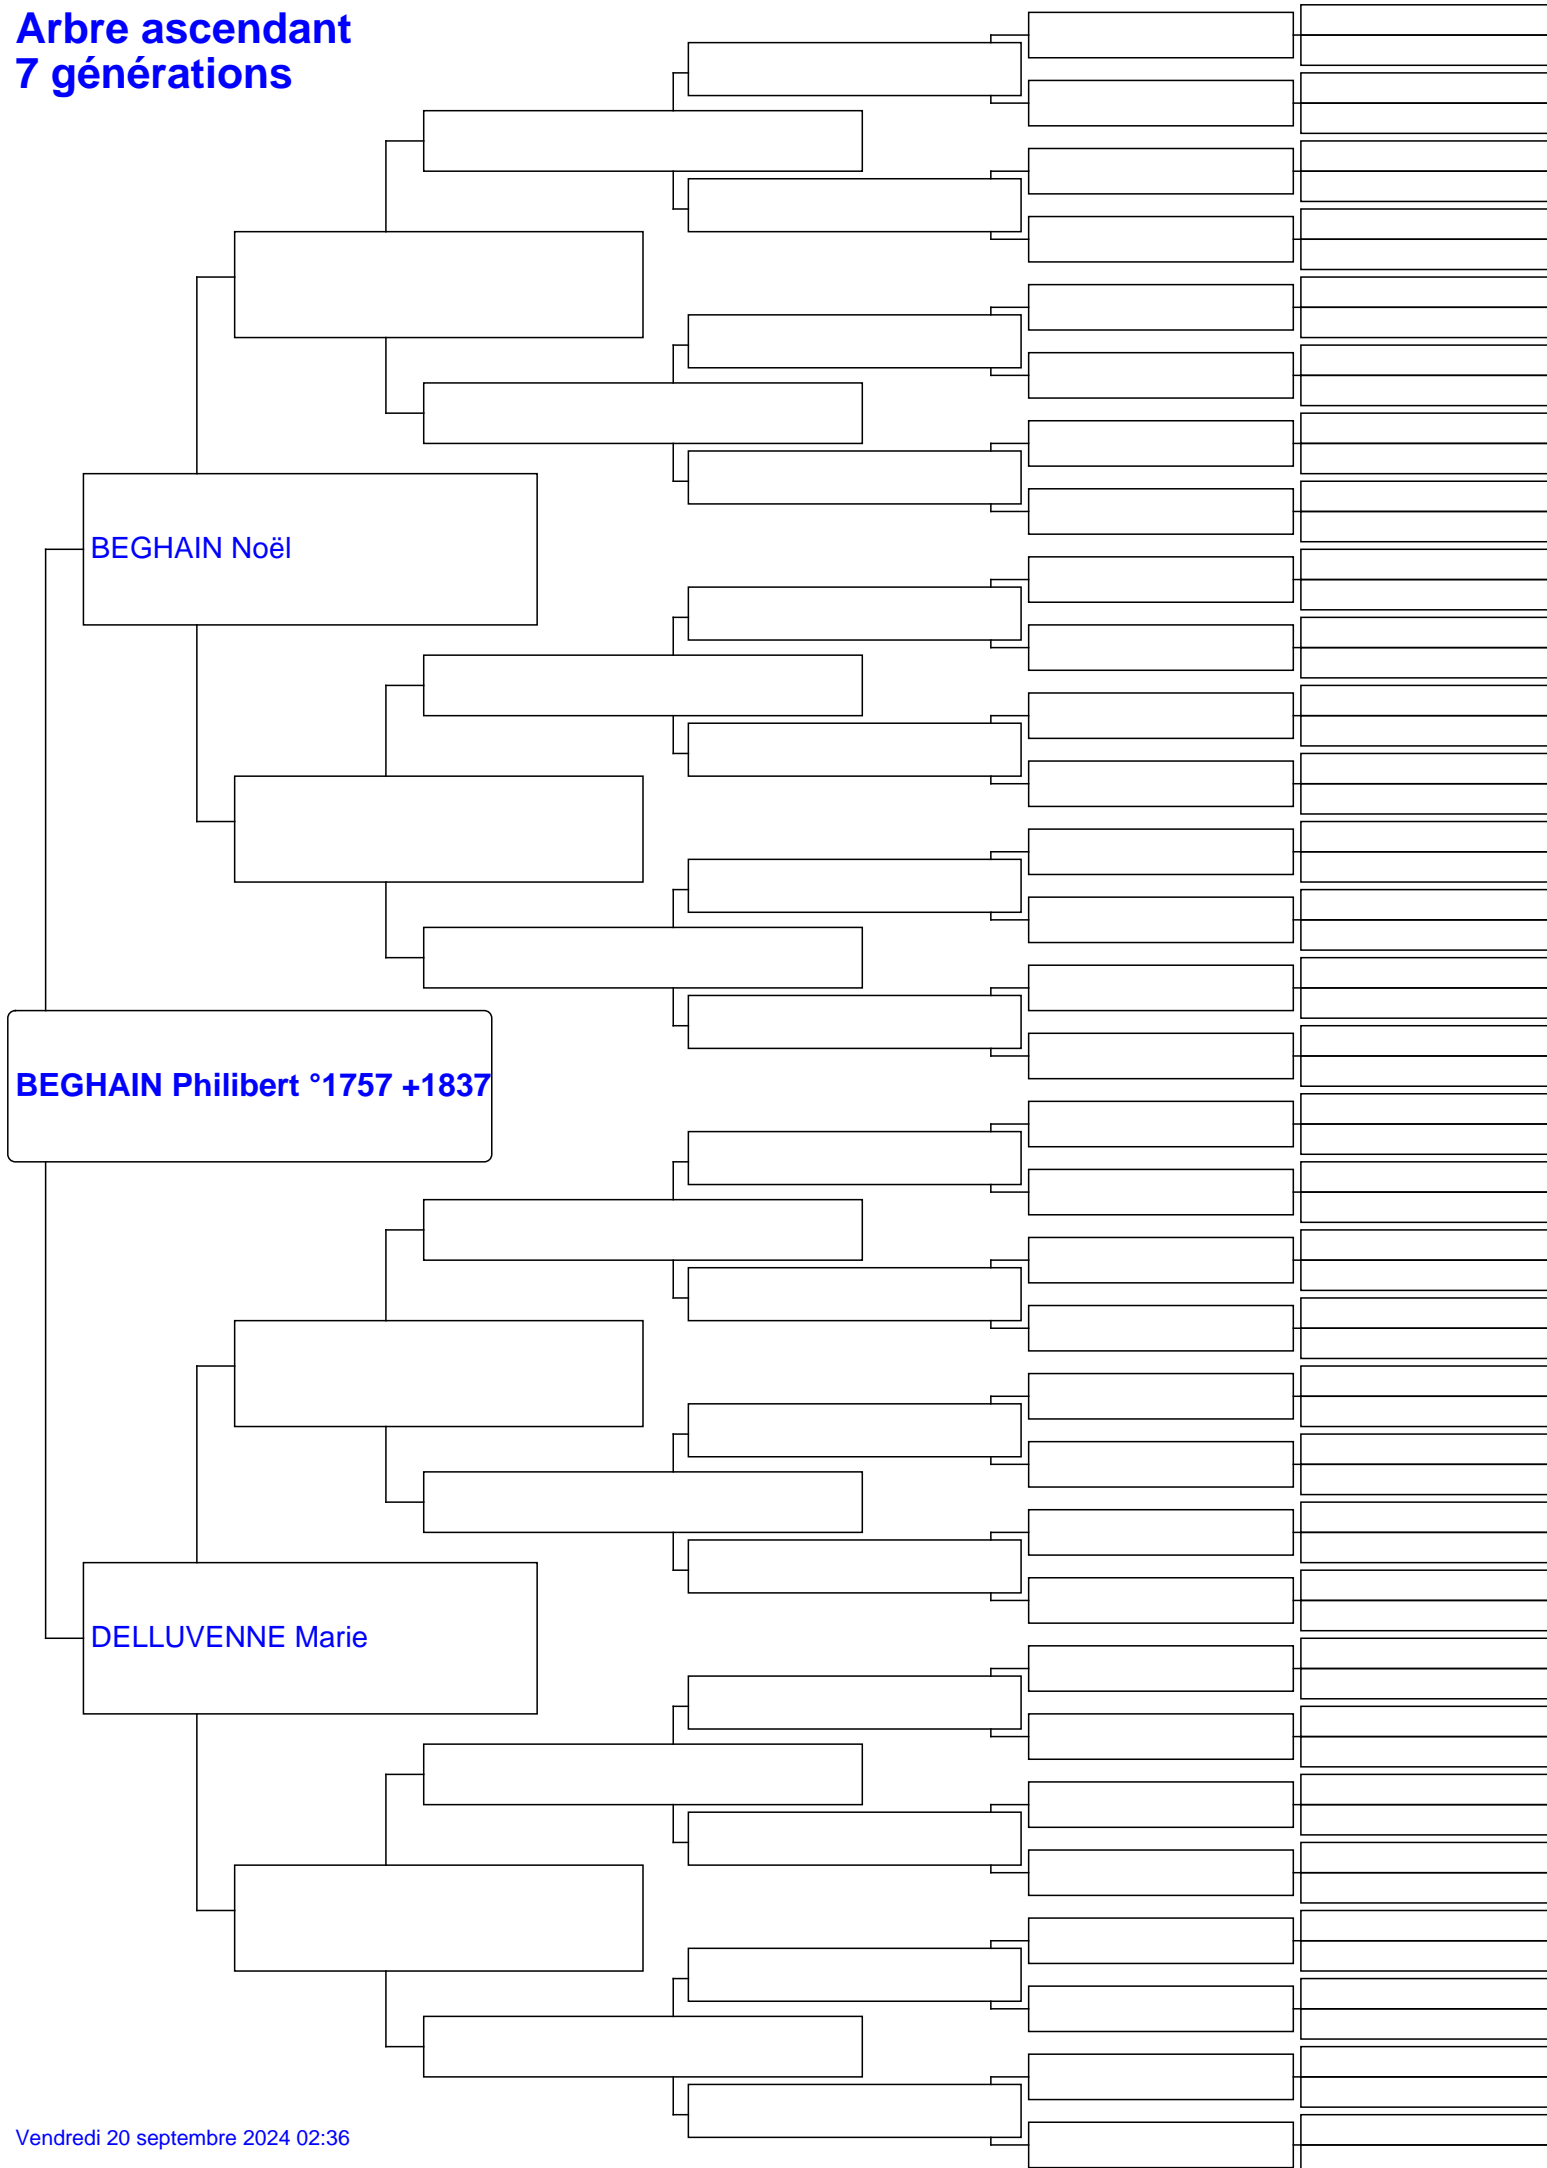 Arbre ascendant
7 générations
BEGHAIN Noël
BEGHAIN Philibert °1757 +1837
DELLUVENNE Marie
Vendredi 20 septembre 2024 02:36